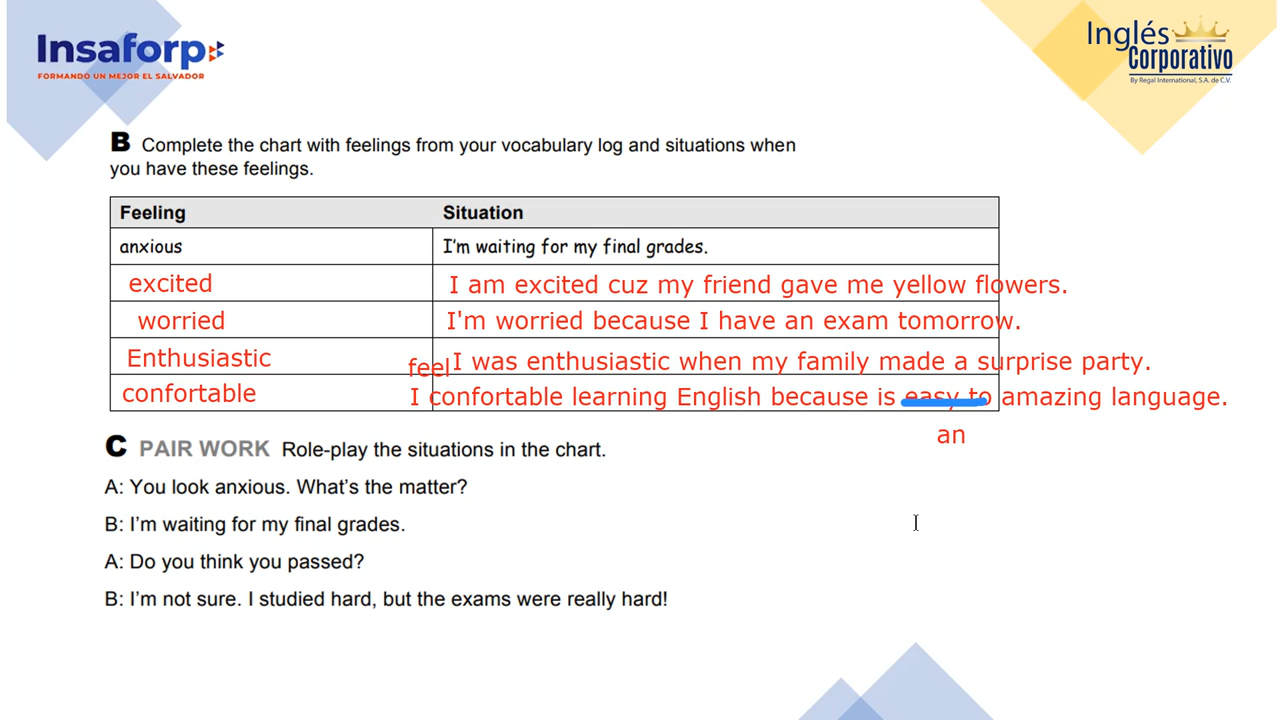 Insaforp
FORMANDO UN MEJOR EL SALVADOR
Inglés
Corporativo
By Regal International, S.A. de C.V.
B Complete the chart with feelings from your vocabulary log and situations when
you have these feelings.
Feeling Situation
anxious I'm waiting for my final grades.
excited I am excited cuz my friend gave me yellow flowers.
worried I'm worried because I have an exam tomorrow.
Enthusiastic I was enthusiastic when my family made a surprise party.
feel
confortable I confortable learning English because is easy to amazing language.
an
C PAIR WORK Role-play the situations in the chart.
A: You look anxious. What's the matter?
B: I'm waiting for my final grades.
A: Do you think you passed?
B: I'm not sure. I studied hard, but the exams were really hard!